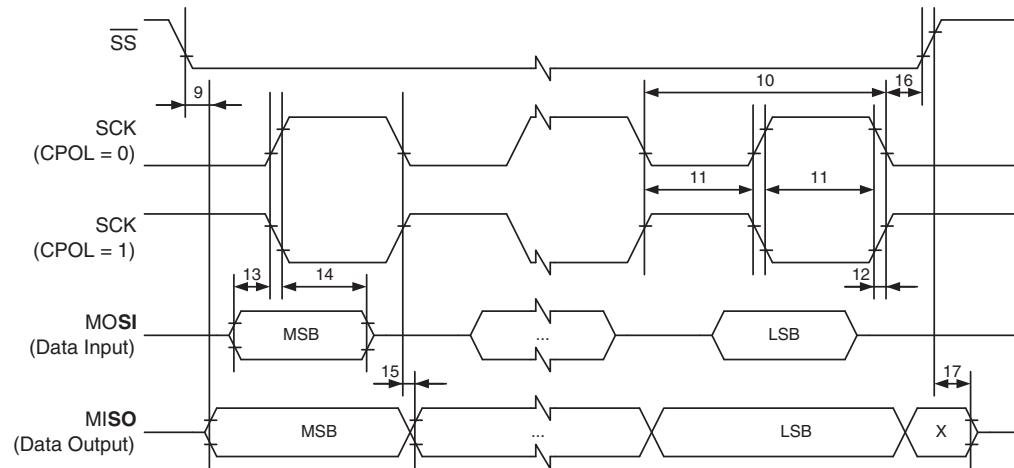 SS
9
10
16
SCK
(CPOL = 0)
11
11
SCK
(CPOL = 1)
13
14
12
MOSI
(Data Input)
MSB
...
LSB
15
17
MISO
(Data Output)
MSB
...
LSB
X